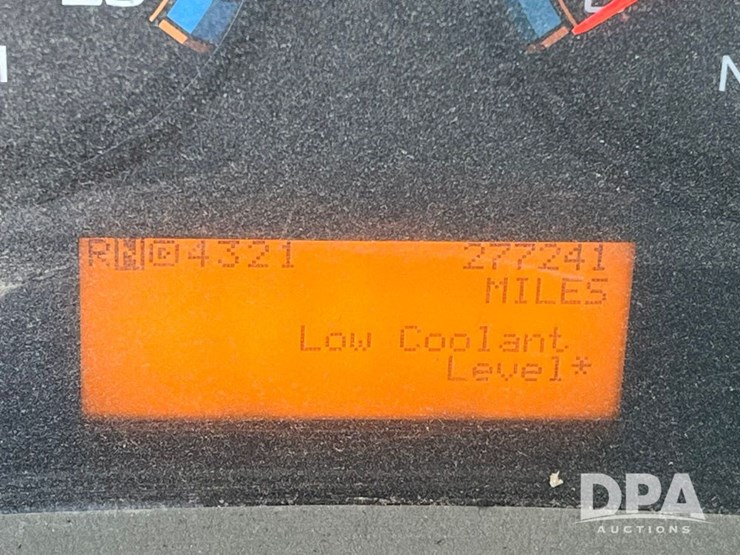 RN D 4321 277241
MILES
Low Coolant
Level*
N
DPA
AUCTIONS